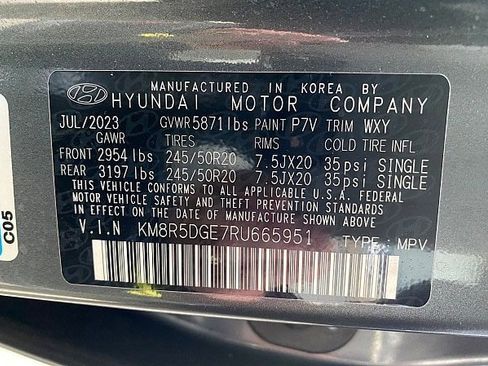 MANUFACTURED IN KOREA BY
HYUNDAI MOTOR COMPANY
JUL/2023 GVWR5871lbs PAINT P7V TRIM WXY
GAWR TIRES RIMS COLD TIRE INFL
FRONT 2954lbs 245/50R20 7.5JX20 35psi SINGLE
REAR 3197lbs 245/50R20 7.5JX20 35psi SINGLE
THIS VEHICLE CONFORMS TO ALL APPLICABLE U.S.A. FEDERAL
MOTOR VEHICLE SAFETY, BUMPER, AND THEFT PREVENTION
STANDARDS IN EFFECT ON THE DATE OF MANUFACTURE SHOWN ABOVE
V.I.N KM8R5DGE7RU665951 TYPE: MPV
C05